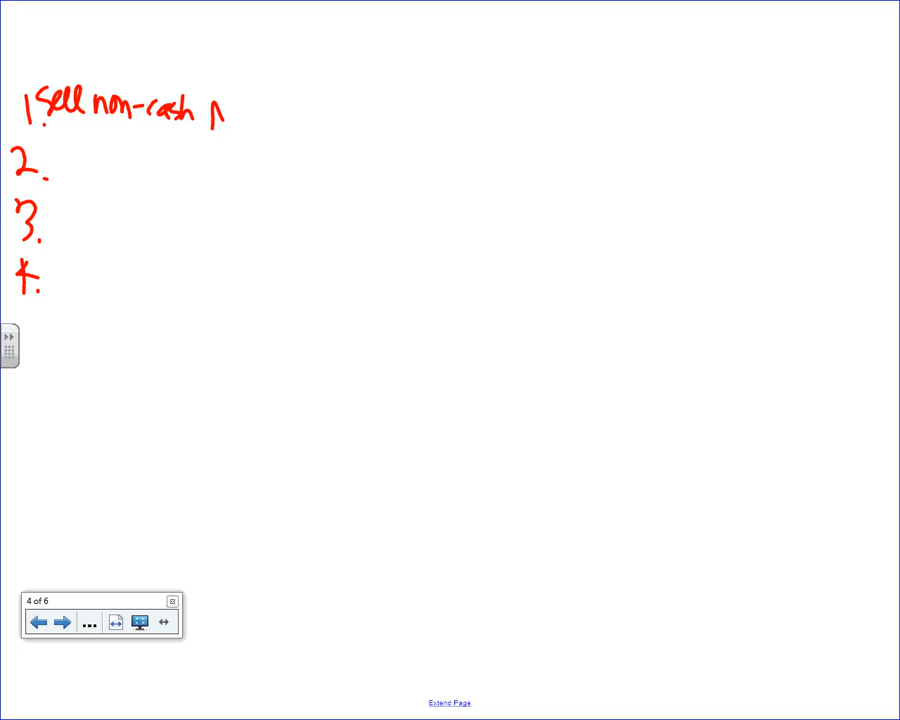 1. Sell non-cash
2.
3.
4.
4 of 6
...
Extend Page